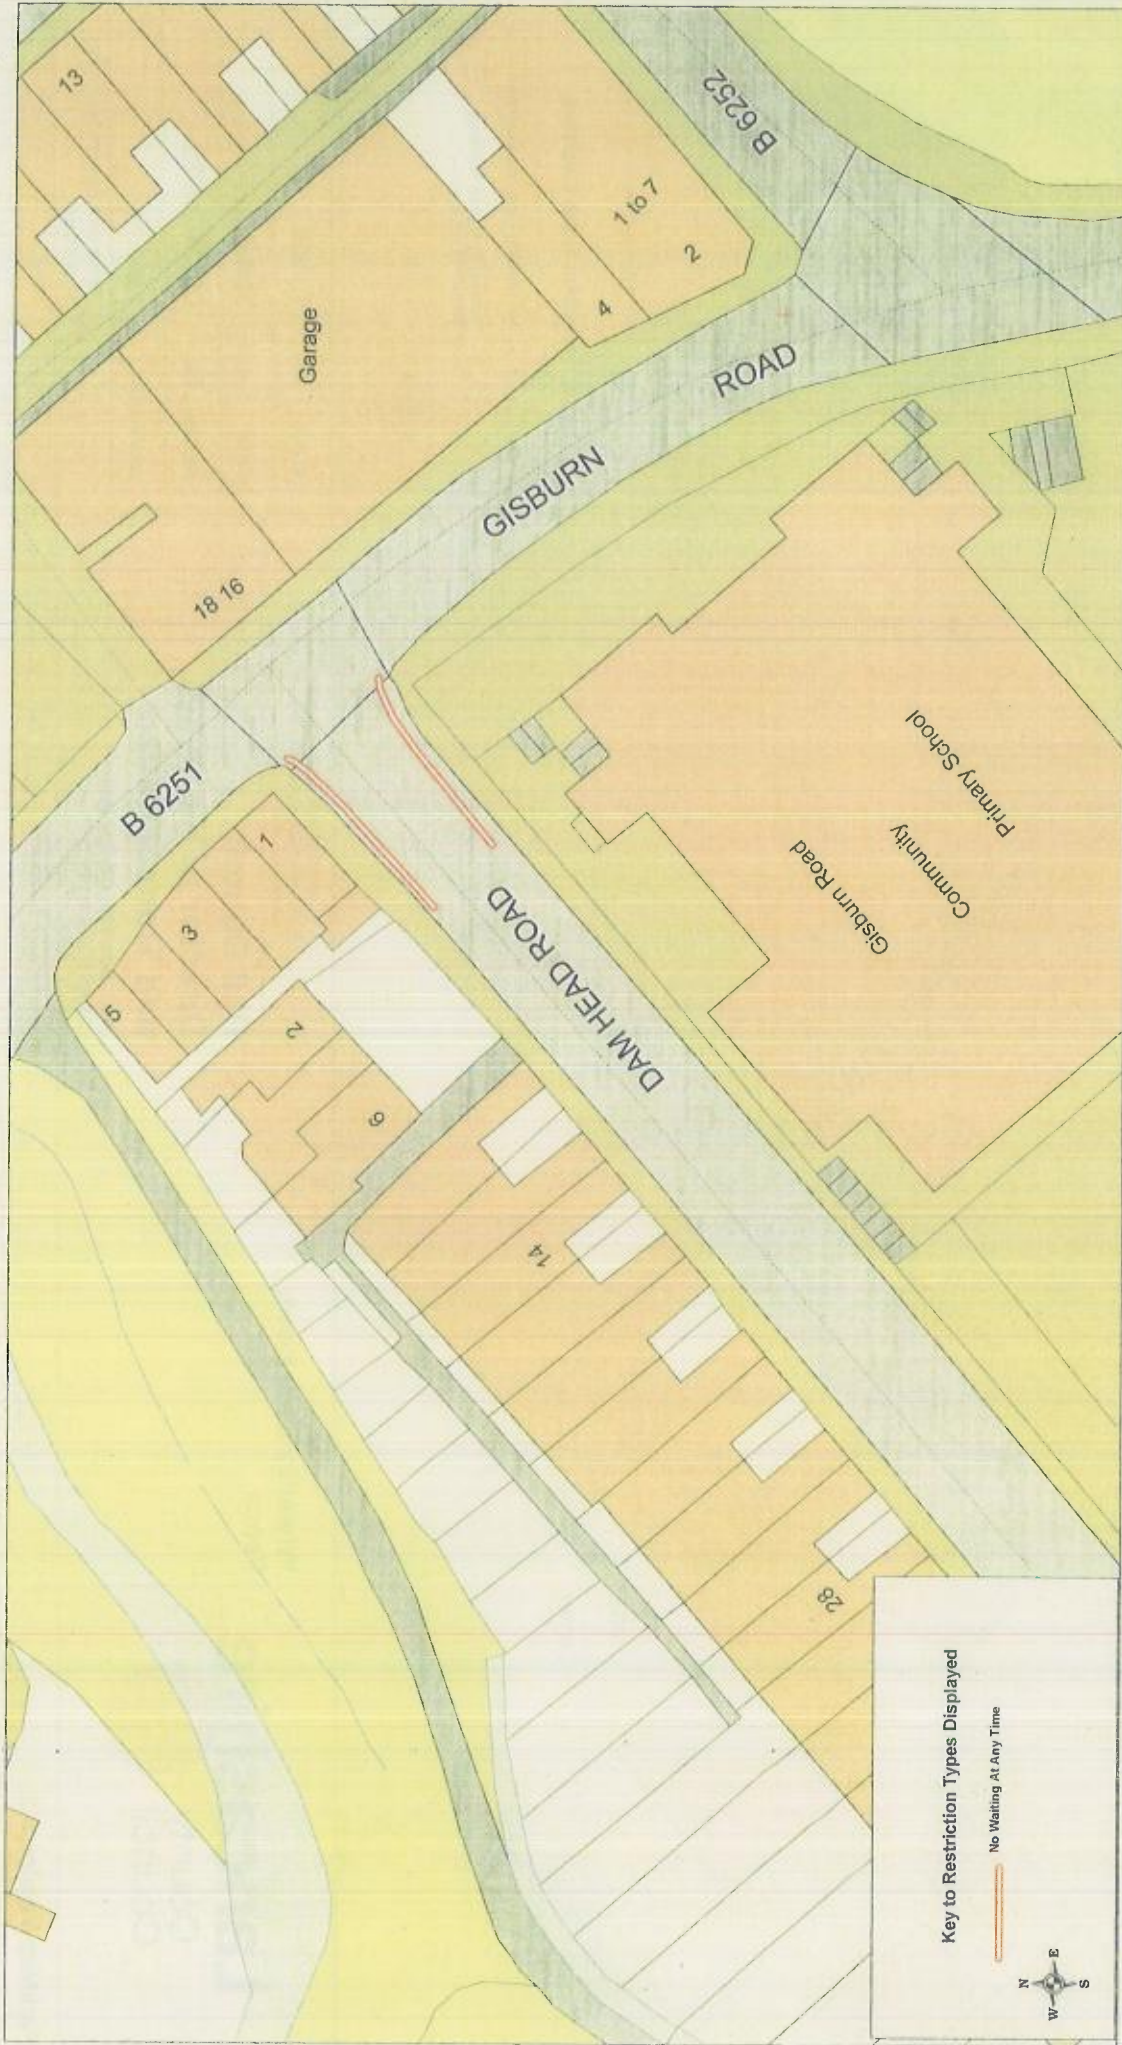 13
B 6252
1 to 7
2
4
Garage
ROAD
GISBURN
18 16
B 6251
1
3
5
2
6
DAM HEAD ROAD
Gisburn Road
Community
Primary School
14
28
Key to Restriction Types Displayed
No Waiting At Any Time
N
W E
S